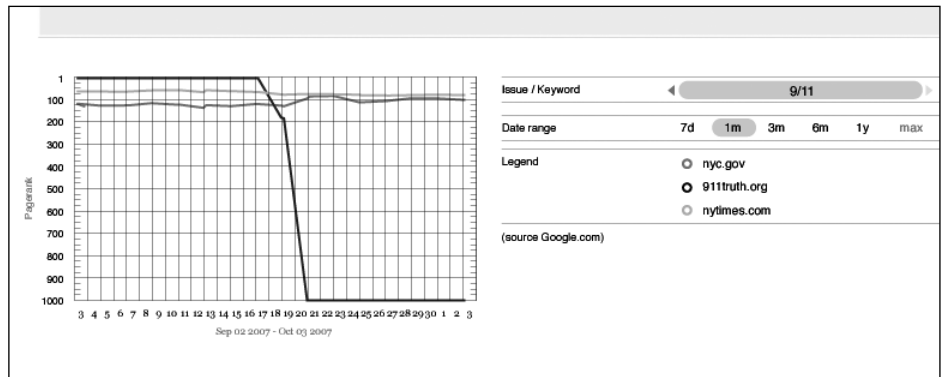 1
100
200
300
400
500
600
700
800
900
1000
Pagerank
3 4 5 6 7 8 9 10 11 12 13 14 15 16 17 18 19 20 21 22 23 24 25 26 27 28 29 30 1 2 3
Sep 02 2007 - Oct 03 2007
Issue / Keyword 9/11
Date range 7d 1m 3m 6m 1y max
Legend nyc.gov
911truth.org
nytimes.com
(source Google.com)